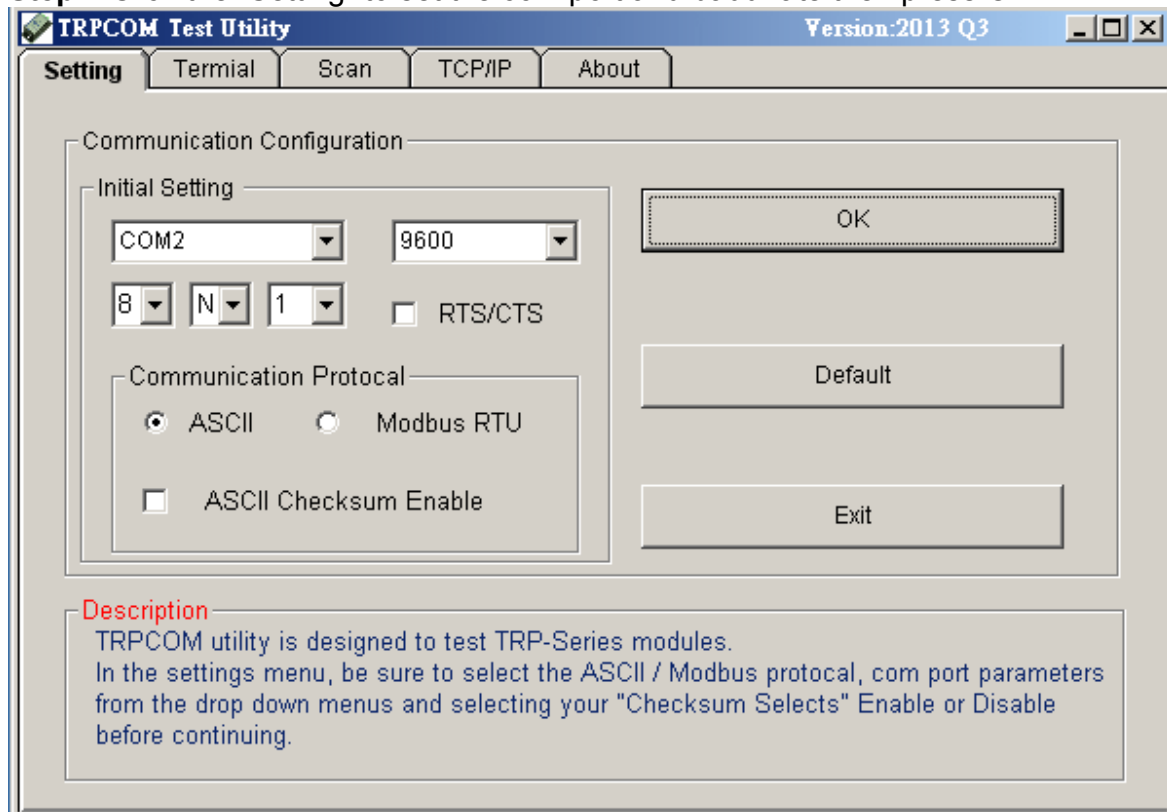 TRPCOM Test Utility Version:2013 Q3
Setting Termial Scan TCP/IP About
Communication Configuration
Initial Setting
COM2 9600
OK
8 N 1 RTS/CTS
Communication Protocal
Default
ASCII Modbus RTU
ASCII Checksum Enable
Exit
Description
TRPCOM utility is designed to test TRP-Series modules.
In the settings menu, be sure to select the ASCII / Modbus protocal, com port parameters
from the drop down menus and selecting your "Checksum Selects" Enable or Disable
before continuing.